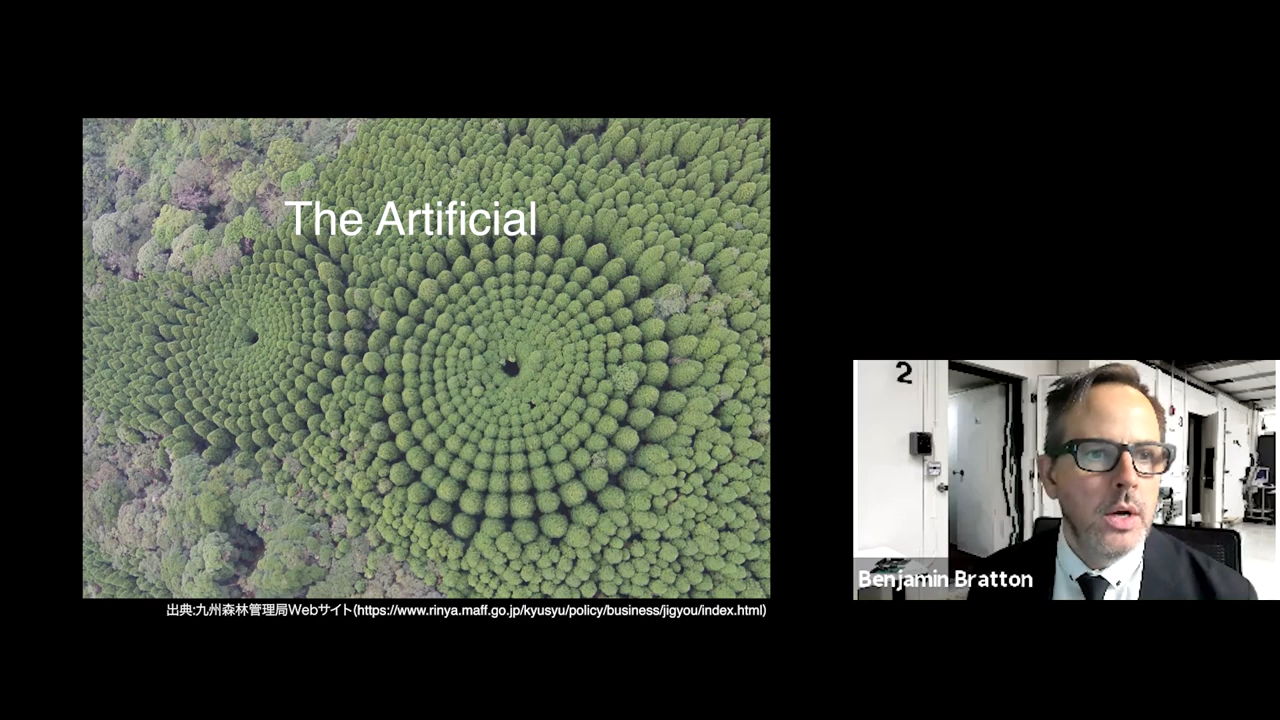 The Artificial
出典:九州森林管理局Webサイト(https://www.rinya.maff.go.jp/kyusyu/policy/business/jigyou/index.html)
2
Benjamin Bratton